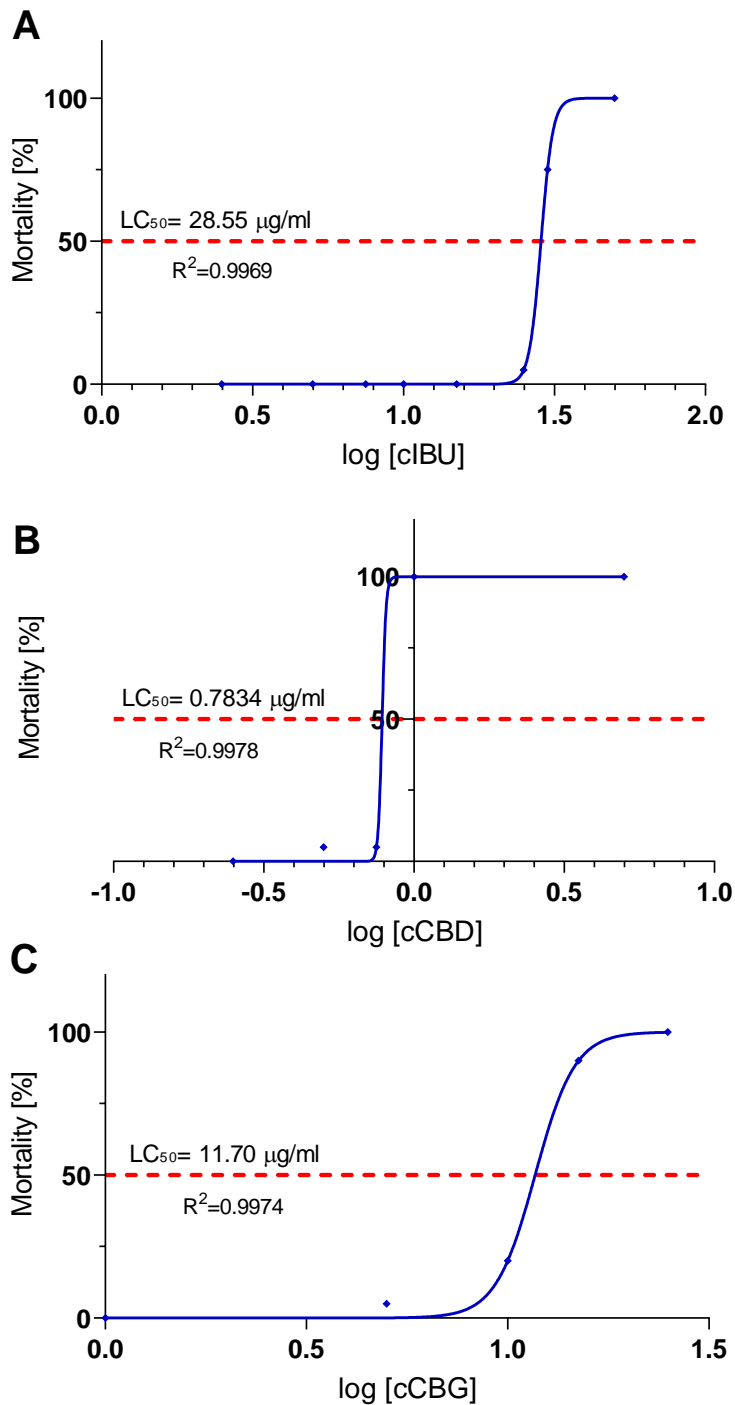 A
Mortality [%]
100
50
0
LC₅₀= 28.55 µg/ml
R²=0.9969
0.0 0.5 1.0 1.5 2.0
log [cIBU]
B
Mortality [%]
100
50
LC₅₀= 0.7834 µg/ml
R²=0.9978
-1.0 -0.5 0.0 0.5 1.0
log [cCBD]
C
Mortality [%]
100
50
0
LC₅₀= 11.70 µg/ml
R²=0.9974
0.0 0.5 1.0 1.5
log [cCBG]